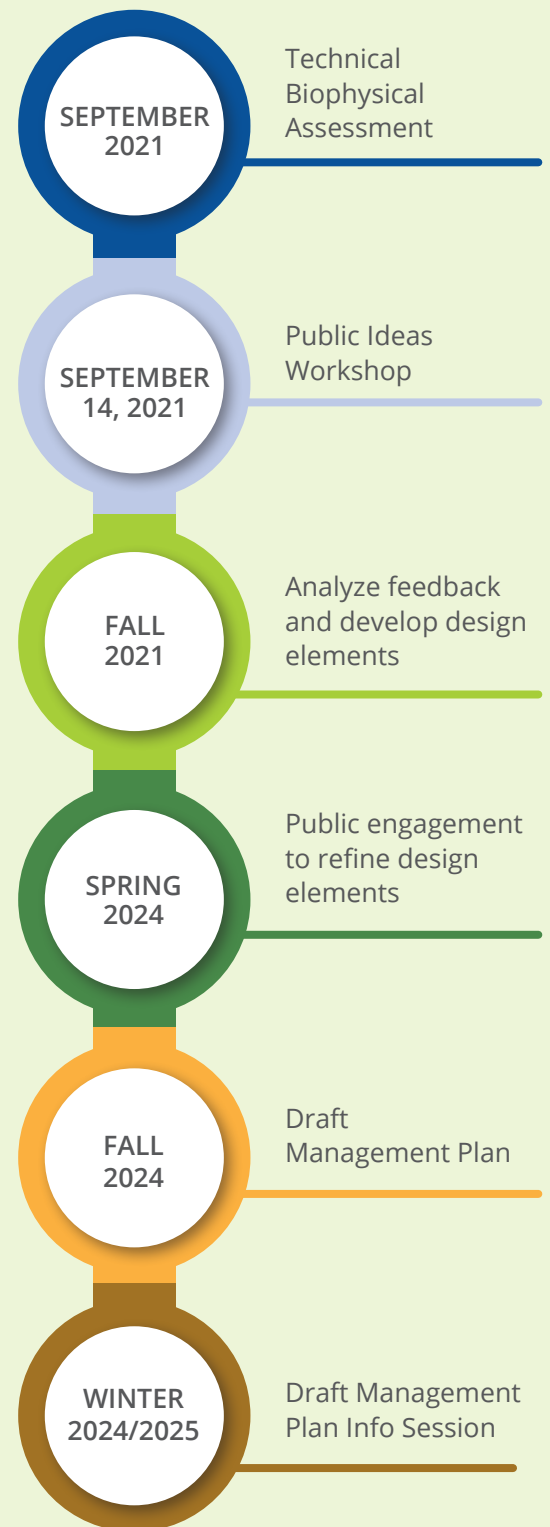 SEPTEMBER
2021
Technical
Biophysical
Assessment
SEPTEMBER
14, 2021
Public Ideas
Workshop
FALL
2021
Analyze feedback
and develop design
elements
SPRING
2024
Public engagement
to refine design
elements
FALL
2024
Draft
Management Plan
WINTER
2024/2025
Draft Management
Plan Info Session